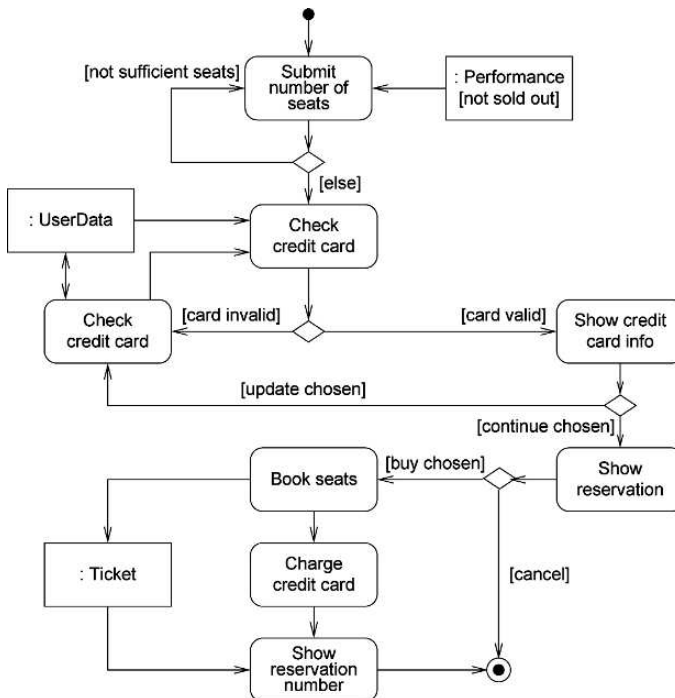 [not sufficient seats]
Submit
number of
seats
: Performance
[not sold out]
[else]
: UserData
Check
credit card
Check
credit card
[card invalid]
[card valid]
Show credit
card info
[update chosen]
[continue chosen]
Book seats
[buy chosen]
Show
reservation
: Ticket
Charge
credit card
[cancel]
Show
reservation
number